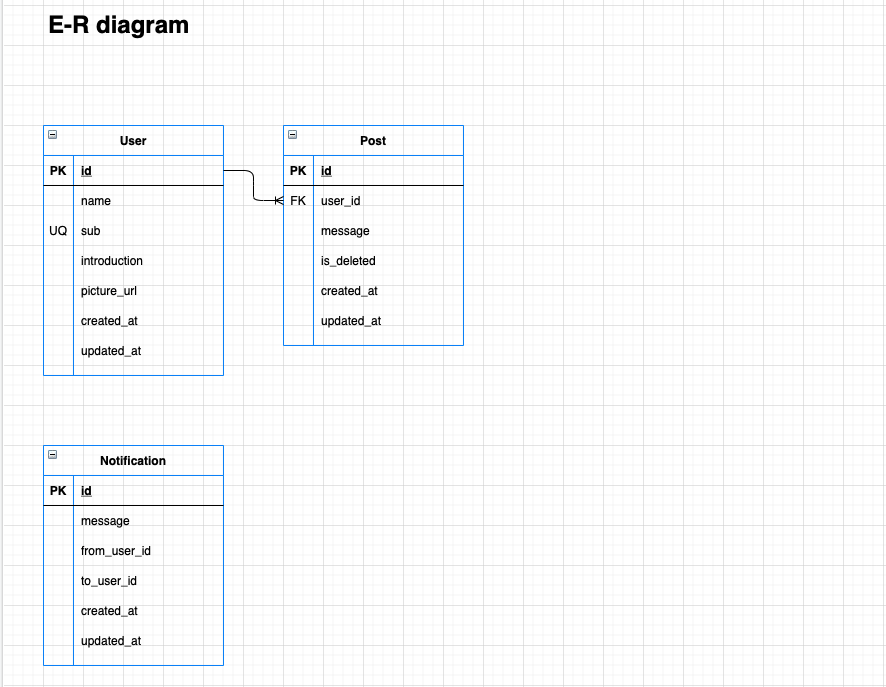 E-R diagram
User
PK id
name
UQ sub
introduction
picture_url
created_at
updated_at
Post
PK id
FK user_id
message
is_deleted
created_at
updated_at
Notification
PK id
message
from_user_id
to_user_id
created_at
updated_at